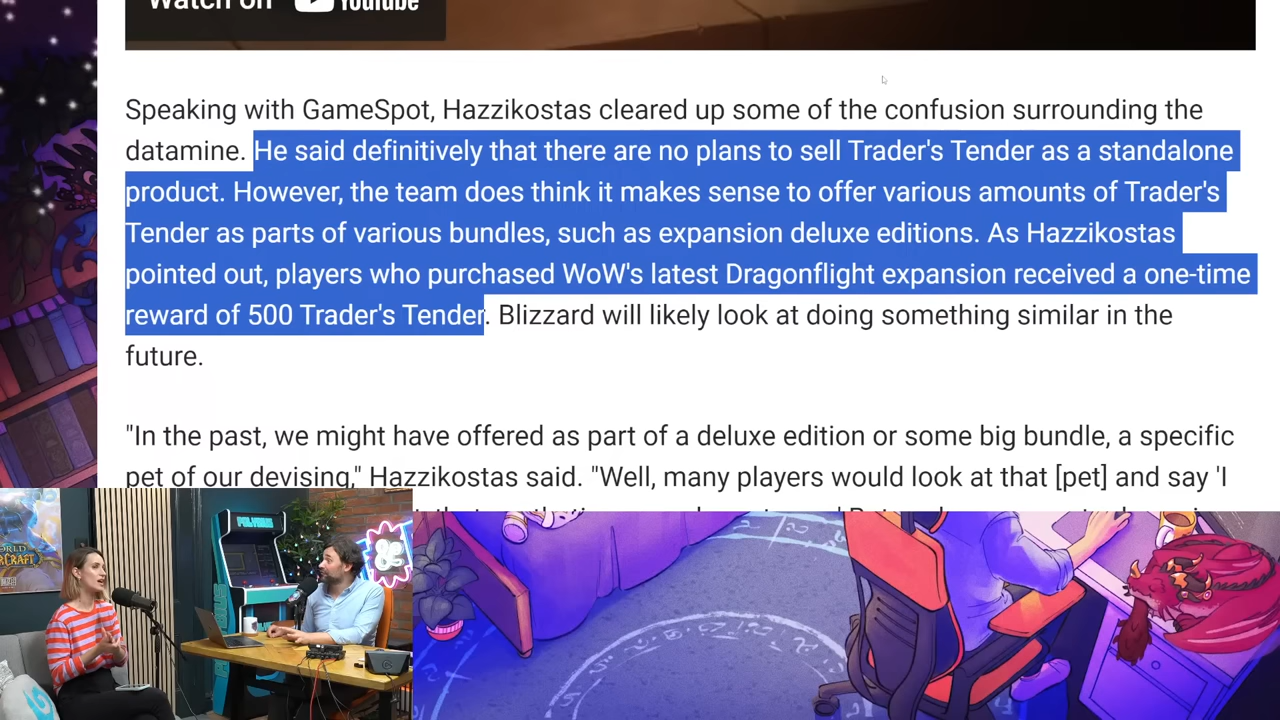 Watch on YouTube
Speaking with GameSpot, Hazzikostas cleared up some of the confusion surrounding the
datamine. He said definitively that there are no plans to sell Trader's Tender as a standalone
product. However, the team does think it makes sense to offer various amounts of Trader's
Tender as parts of various bundles, such as expansion deluxe editions. As Hazzikostas
pointed out, players who purchased WoW's latest Dragonflight expansion received a one-time
reward of 500 Trader's Tender. Blizzard will likely look at doing something similar in the
future.
"In the past, we might have offered as part of a deluxe edition or some big bundle, a specific
pet of our devising," Hazzikostas said. "Well, many players would look at that [pet] and say 'I